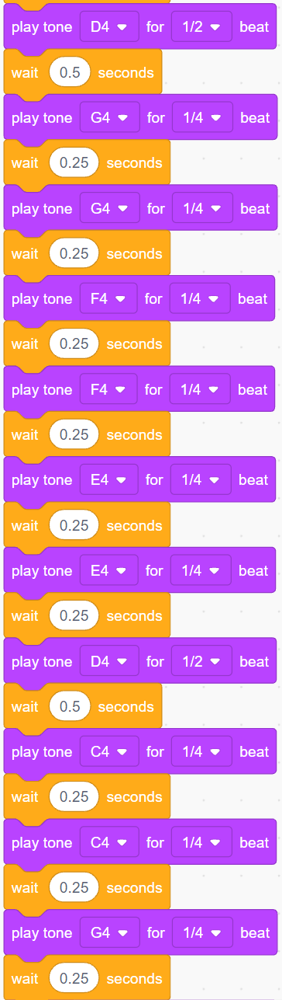 play tone D4 for 1/2 beat
wait 0.5 seconds
play tone G4 for 1/4 beat
wait 0.25 seconds
play tone G4 for 1/4 beat
wait 0.25 seconds
play tone F4 for 1/4 beat
wait 0.25 seconds
play tone F4 for 1/4 beat
wait 0.25 seconds
play tone E4 for 1/4 beat
wait 0.25 seconds
play tone E4 for 1/4 beat
wait 0.25 seconds
play tone D4 for 1/2 beat
wait 0.5 seconds
play tone C4 for 1/4 beat
wait 0.25 seconds
play tone C4 for 1/4 beat
wait 0.25 seconds
play tone G4 for 1/4 beat
wait 0.25 seconds